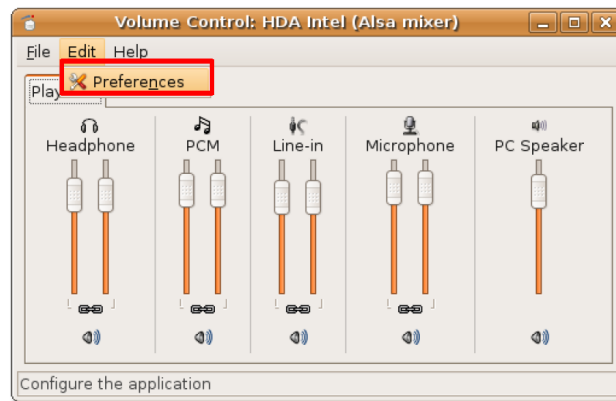 Volume Control: HDA Intel (Alsa mixer)
File Edit Help
Preferences
Play
Headphone PCM Line-in Microphone PC Speaker
Configure the application